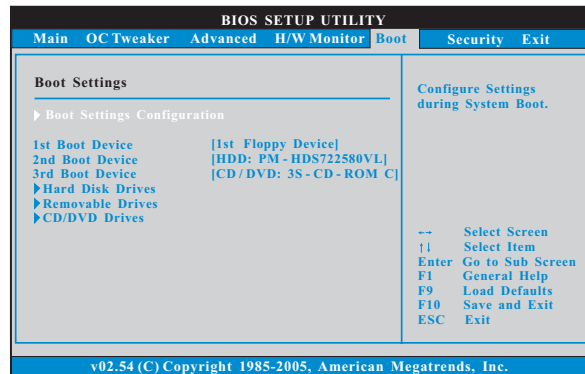 BIOS SETUP UTILITY
Main OC Tweaker Advanced H/W Monitor Boot Security Exit
Boot Settings
Boot Settings Configuration
1st Boot Device [1st Floppy Device]
2nd Boot Device [HDD: PM - HDS722580VL]
3rd Boot Device [CD / DVD: 3S - CD - ROM C]
Hard Disk Drives
Removable Drives
CD/DVD Drives
Configure Settings
during System Boot.
←→ Select Screen
↑↓ Select Item
Enter Go to Sub Screen
F1 General Help
F9 Load Defaults
F10 Save and Exit
ESC Exit
v02.54 (C) Copyright 1985-2005, American Megatrends, Inc.